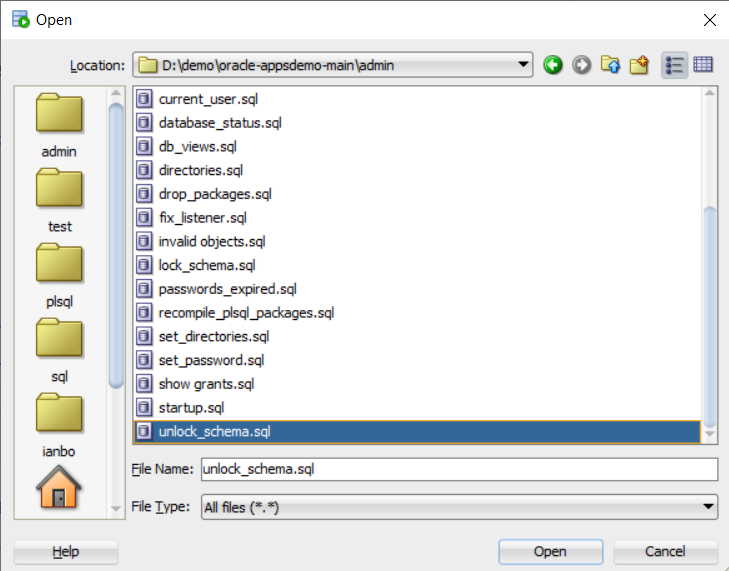 Open
Location: D:\demo\oracle-appsdemo-main\admin
admin
test
plsql
sql
ianbo
current_user.sql
database_status.sql
db_views.sql
directories.sql
drop_packages.sql
fix_listener.sql
invalid objects.sql
lock_schema.sql
passwords_expired.sql
recompile_plsql_packages.sql
set_directories.sql
set_password.sql
show grants.sql
startup.sql
unlock_schema.sql
File Name: unlock_schema.sql
File Type: All files (*.*)
Help Open Cancel